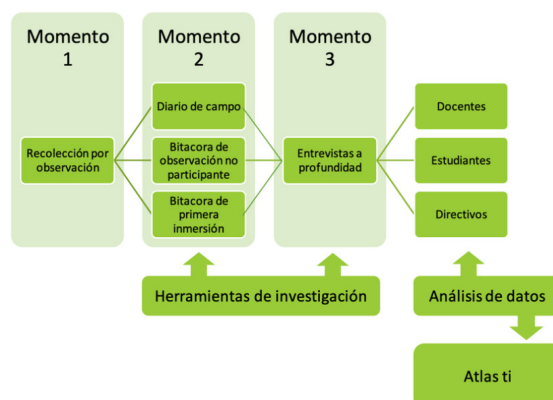 Momento
1
Momento
2
Momento
3
Recolección por
observación
Diario de campo
Bitacora de
observación no
participante
Bitacora de
primera
inmersión
Entrevistas a
profundidad
Docentes
Estudiantes
Directivos
Herramientas de investigación
Análisis de datos
Atlas ti